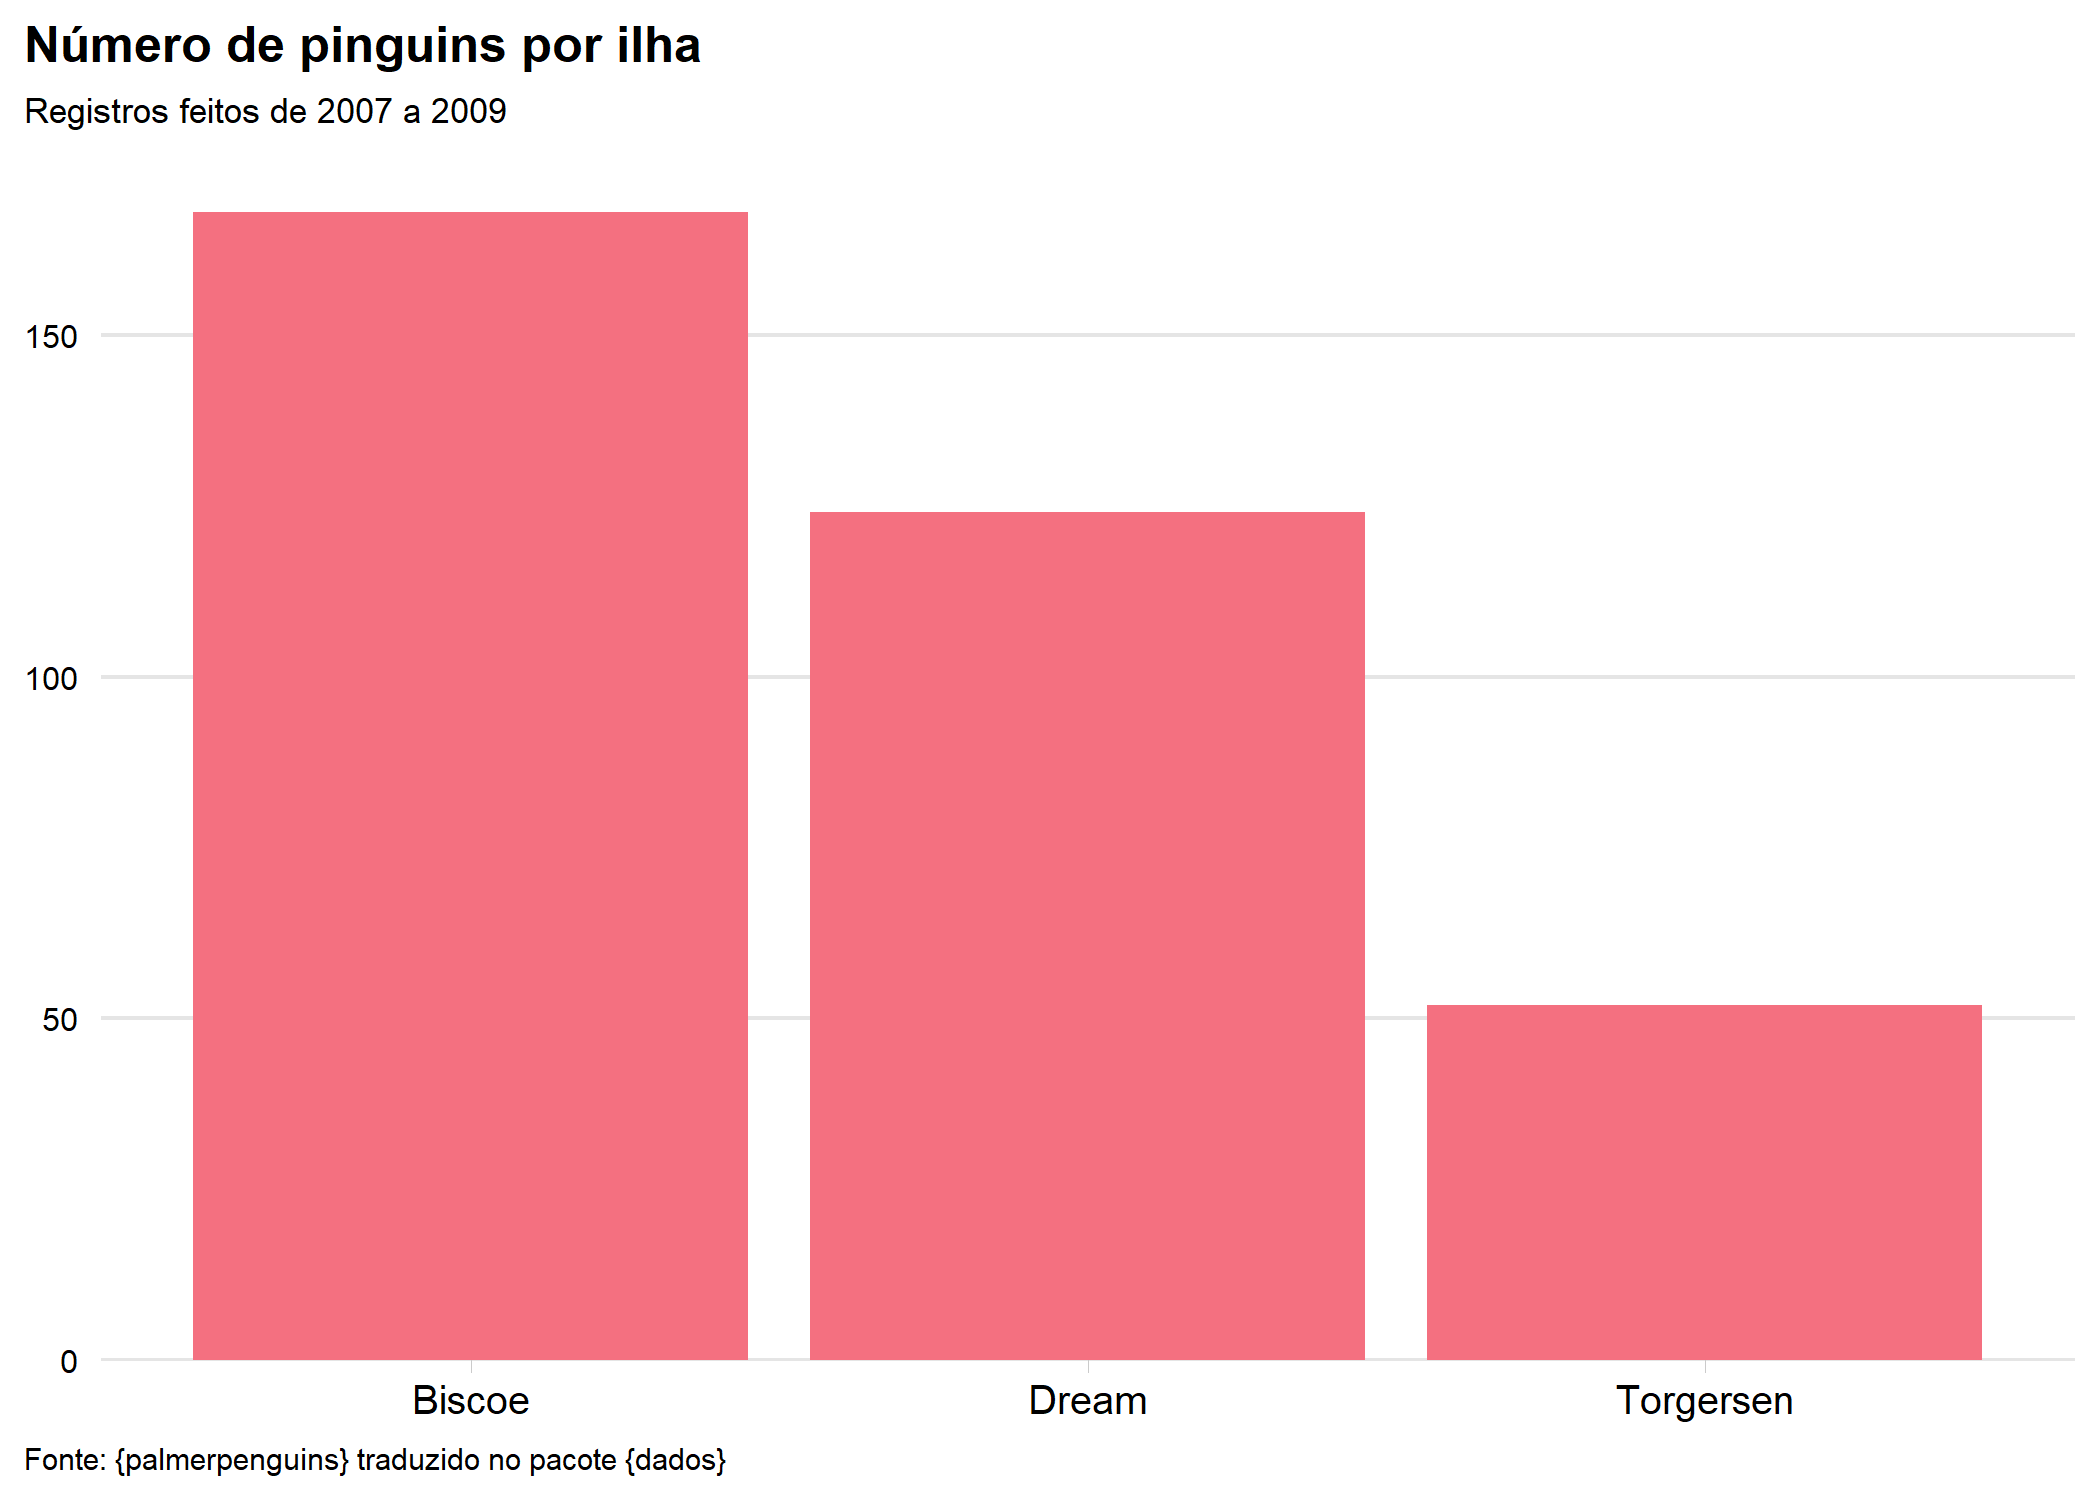 Número de pinguins por ilha
Registros feitos de 2007 a 2009
150
100
50
0
Biscoe
Dream
Torgersen
Fonte: {palmerpenguins} traduzido no pacote {dados}